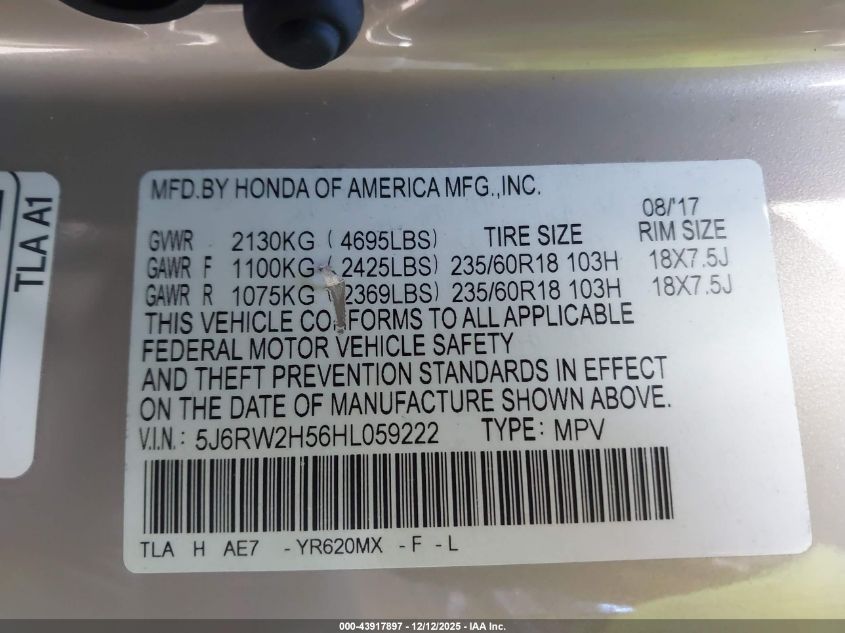 TLA A1
MFD.BY HONDA OF AMERICA MFG.,INC.
08/'17
GVWR 2130KG ( 4695LBS) TIRE SIZE RIM SIZE
GAWR F 1100KG ( 2425LBS) 235/60R18 103H 18X7.5J
GAWR R 1075KG (2369LBS) 235/60R18 103H 18X7.5J
THIS VEHICLE CONFORMS TO ALL APPLICABLE
FEDERAL MOTOR VEHICLE SAFETY
AND THEFT PREVENTION STANDARDS IN EFFECT
ON THE DATE OF MANUFACTURE SHOWN ABOVE.
V.I.N.: 5J6RW2H56HL059222 TYPE: MPV
TLA H AE7 -YR620MX -F -L
000-43917897 - 12/12/2025 - IAA Inc.